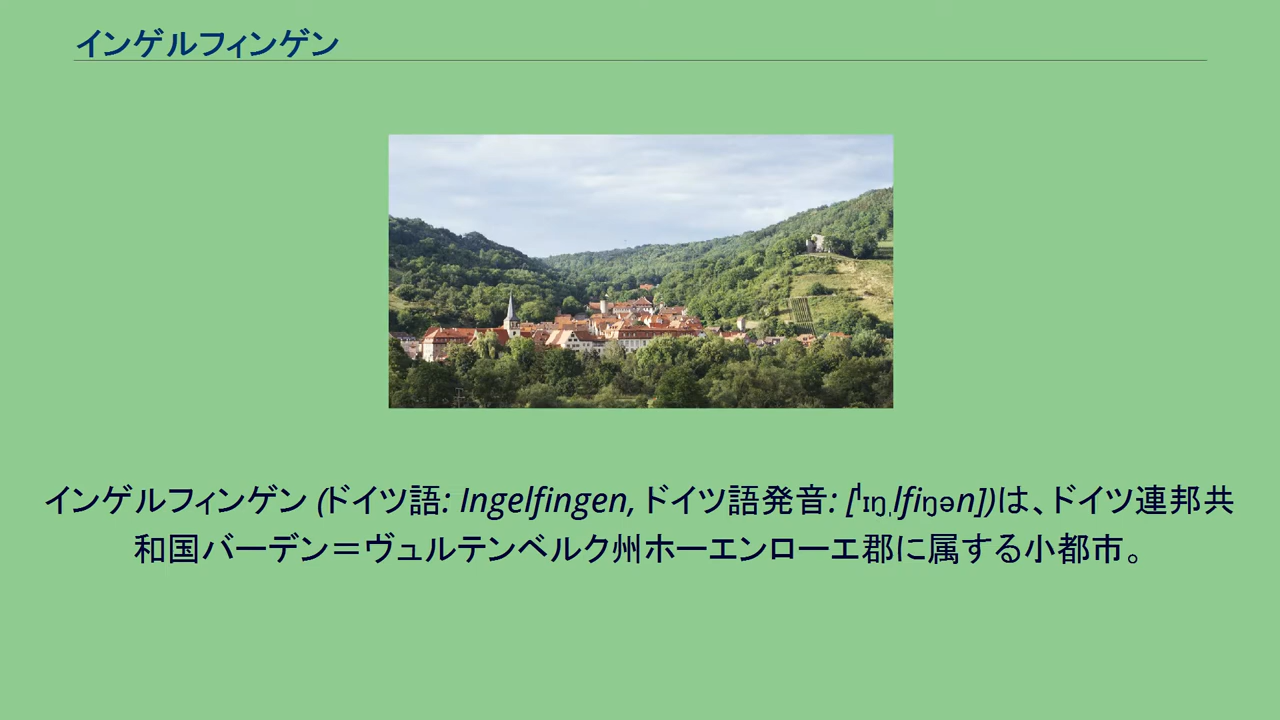 インゲルフィンゲン
インゲルフィンゲン (ドイツ語: Ingelfingen, ドイツ語発音: [ˈɪŋˌlfiŋən])は、ドイツ連邦共
和国バーデン＝ヴュルテンベルク州ホーエンローエ郡に属する小都市。